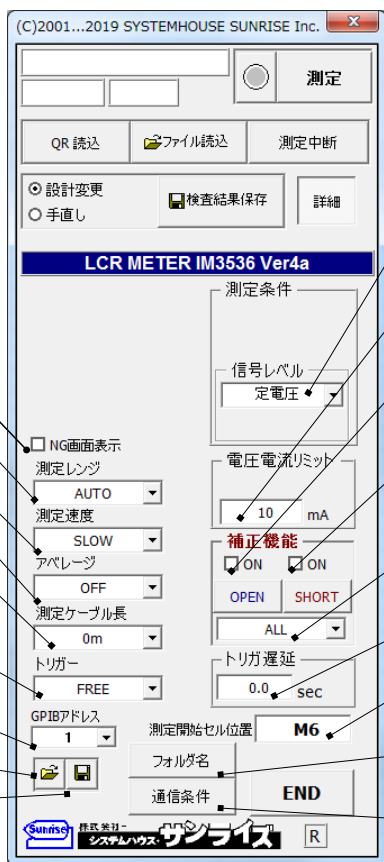 (C)2001...2019 SYSTEMHOUSE SUNRISE Inc.
測定
QR 読込
ファイル読込
測定中断
設計変更
手直し
検査結果保存
詳細
LCR METER IM3536 Ver4a
測定条件
信号レベル
定電圧
NG画面表示
測定レンジ
AUTO
測定速度
SLOW
アベレージ
OFF
測定ケーブル長
0m
トリガー
FREE
GPIBアドレス
1
電圧電流リミット
10 mA
補正機能
ON ON
OPEN SHORT
ALL
トリガ遅延
0.0 sec
測定開始セル位置 M6
フォルダ名
通信条件
END
Sunrise 株式会社
システムハウス・サンライズ
R